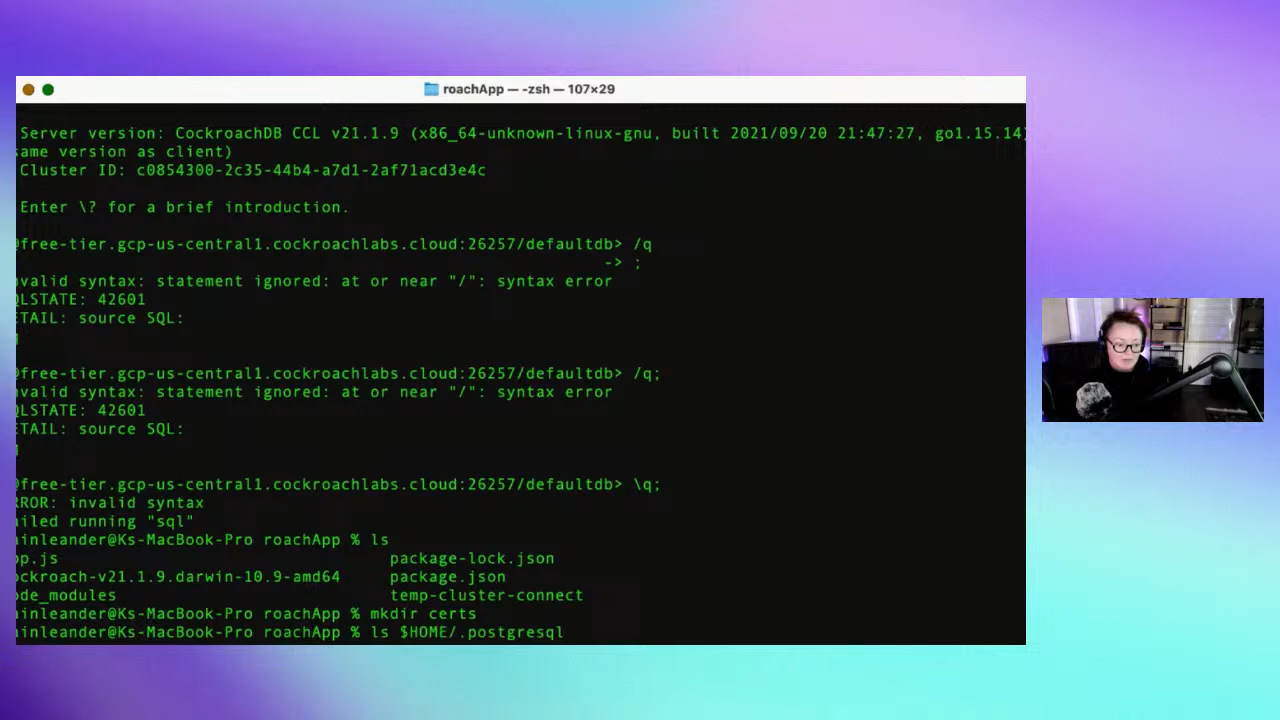 roachApp — -zsh — 107×29
Server version: CockroachDB CCL v21.1.9 (x86_64-unknown-linux-gnu, built 2021/09/20 21:47:27, go1.15.14)
same version as client)
Cluster ID: c0854300-2c35-44b4-a7d1-2af71acd3e4c
Enter \? for a brief introduction.
@free-tier.gcp-us-central1.cockroachlabs.cloud:26257/defaultdb> /q
-> ;
nvalid syntax: statement ignored: at or near "/": syntax error
QLSTATE: 42601
ETAIL: source SQL:
@free-tier.gcp-us-central1.cockroachlabs.cloud:26257/defaultdb> /q;
nvalid syntax: statement ignored: at or near "/": syntax error
QLSTATE: 42601
ETAIL: source SQL:
@free-tier.gcp-us-central1.cockroachlabs.cloud:26257/defaultdb> \q;
RROR: invalid syntax
ailed running "sql"
ainleander@Ks-MacBook-Pro roachApp % ls
pp.js package-lock.json
ockroach-v21.1.9.darwin-10.9-amd64 package.json
ode_modules temp-cluster-connect
ainleander@Ks-MacBook-Pro roachApp % mkdir certs
ainleander@Ks-MacBook-Pro roachApp % ls $HOME/.postgresql